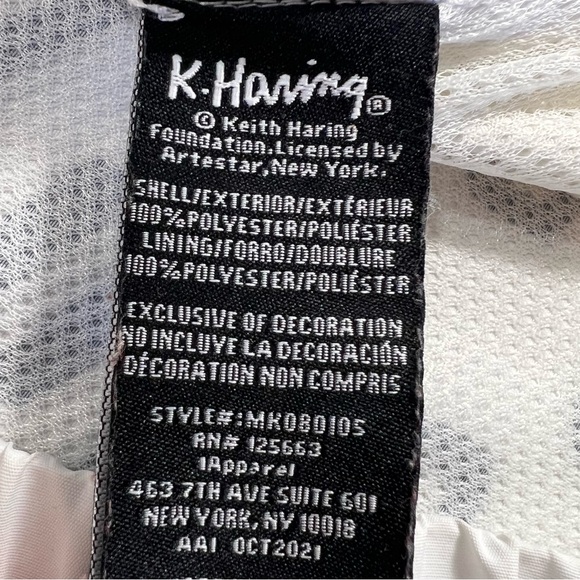 K.Haring®
© Keith Haring
Foundation.Licensed by
Artestar,New York.
SHELL/EXTERIOR/EXTÉRIEUR
100%POLYESTER/POLIÉSTER
LINING/FORRO/DOUBLURE
100%POLYESTER/POLIÉSTER
EXCLUSIVE OF DECORATION
NO INCLUYE LA DECORACIÓN
DÉCORATION NON COMPRIS
STYLE#:MK080105
RN# 125663
1Apparel
463 7TH AVE SUITE 601
NEW YORK, NY 10018
AA1 OCT2021